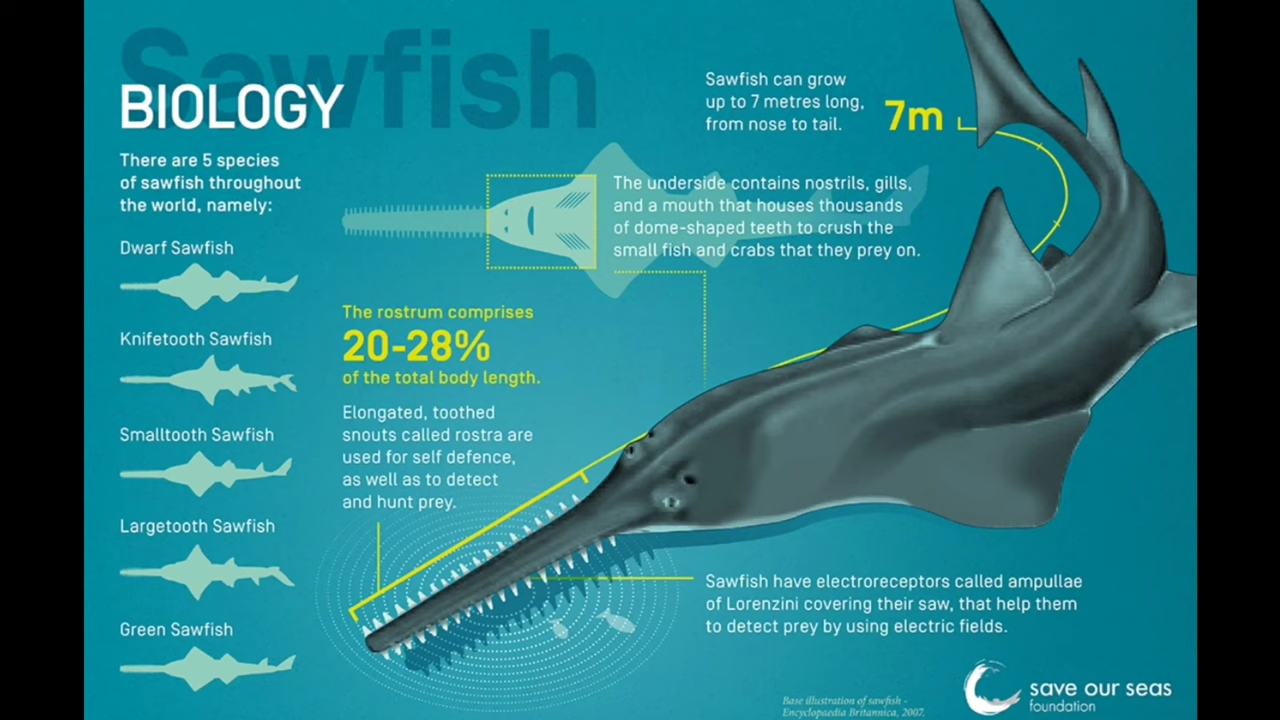 Sawfish
BIOLOGY
There are 5 species
of sawfish throughout
the world, namely:
Dwarf Sawfish
Knifetooth Sawfish
Smalltooth Sawfish
Largetooth Sawfish
Green Sawfish
Sawfish can grow
up to 7 metres long,
from nose to tail.
7m
The underside contains nostrils, gills,
and a mouth that houses thousands
of dome-shaped teeth to crush the
small fish and crabs that they prey on.
The rostrum comprises
20-28%
of the total body length.
Elongated, toothed
snouts called rostra are
used for self defence,
as well as to detect
and hunt prey.
Sawfish have electroreceptors called ampullae
of Lorenzini covering their saw, that help them
to detect prey by using electric fields.
Base illustration of sawfish -
Encyclopaedia Britannica, 2007.
save our seas
foundation